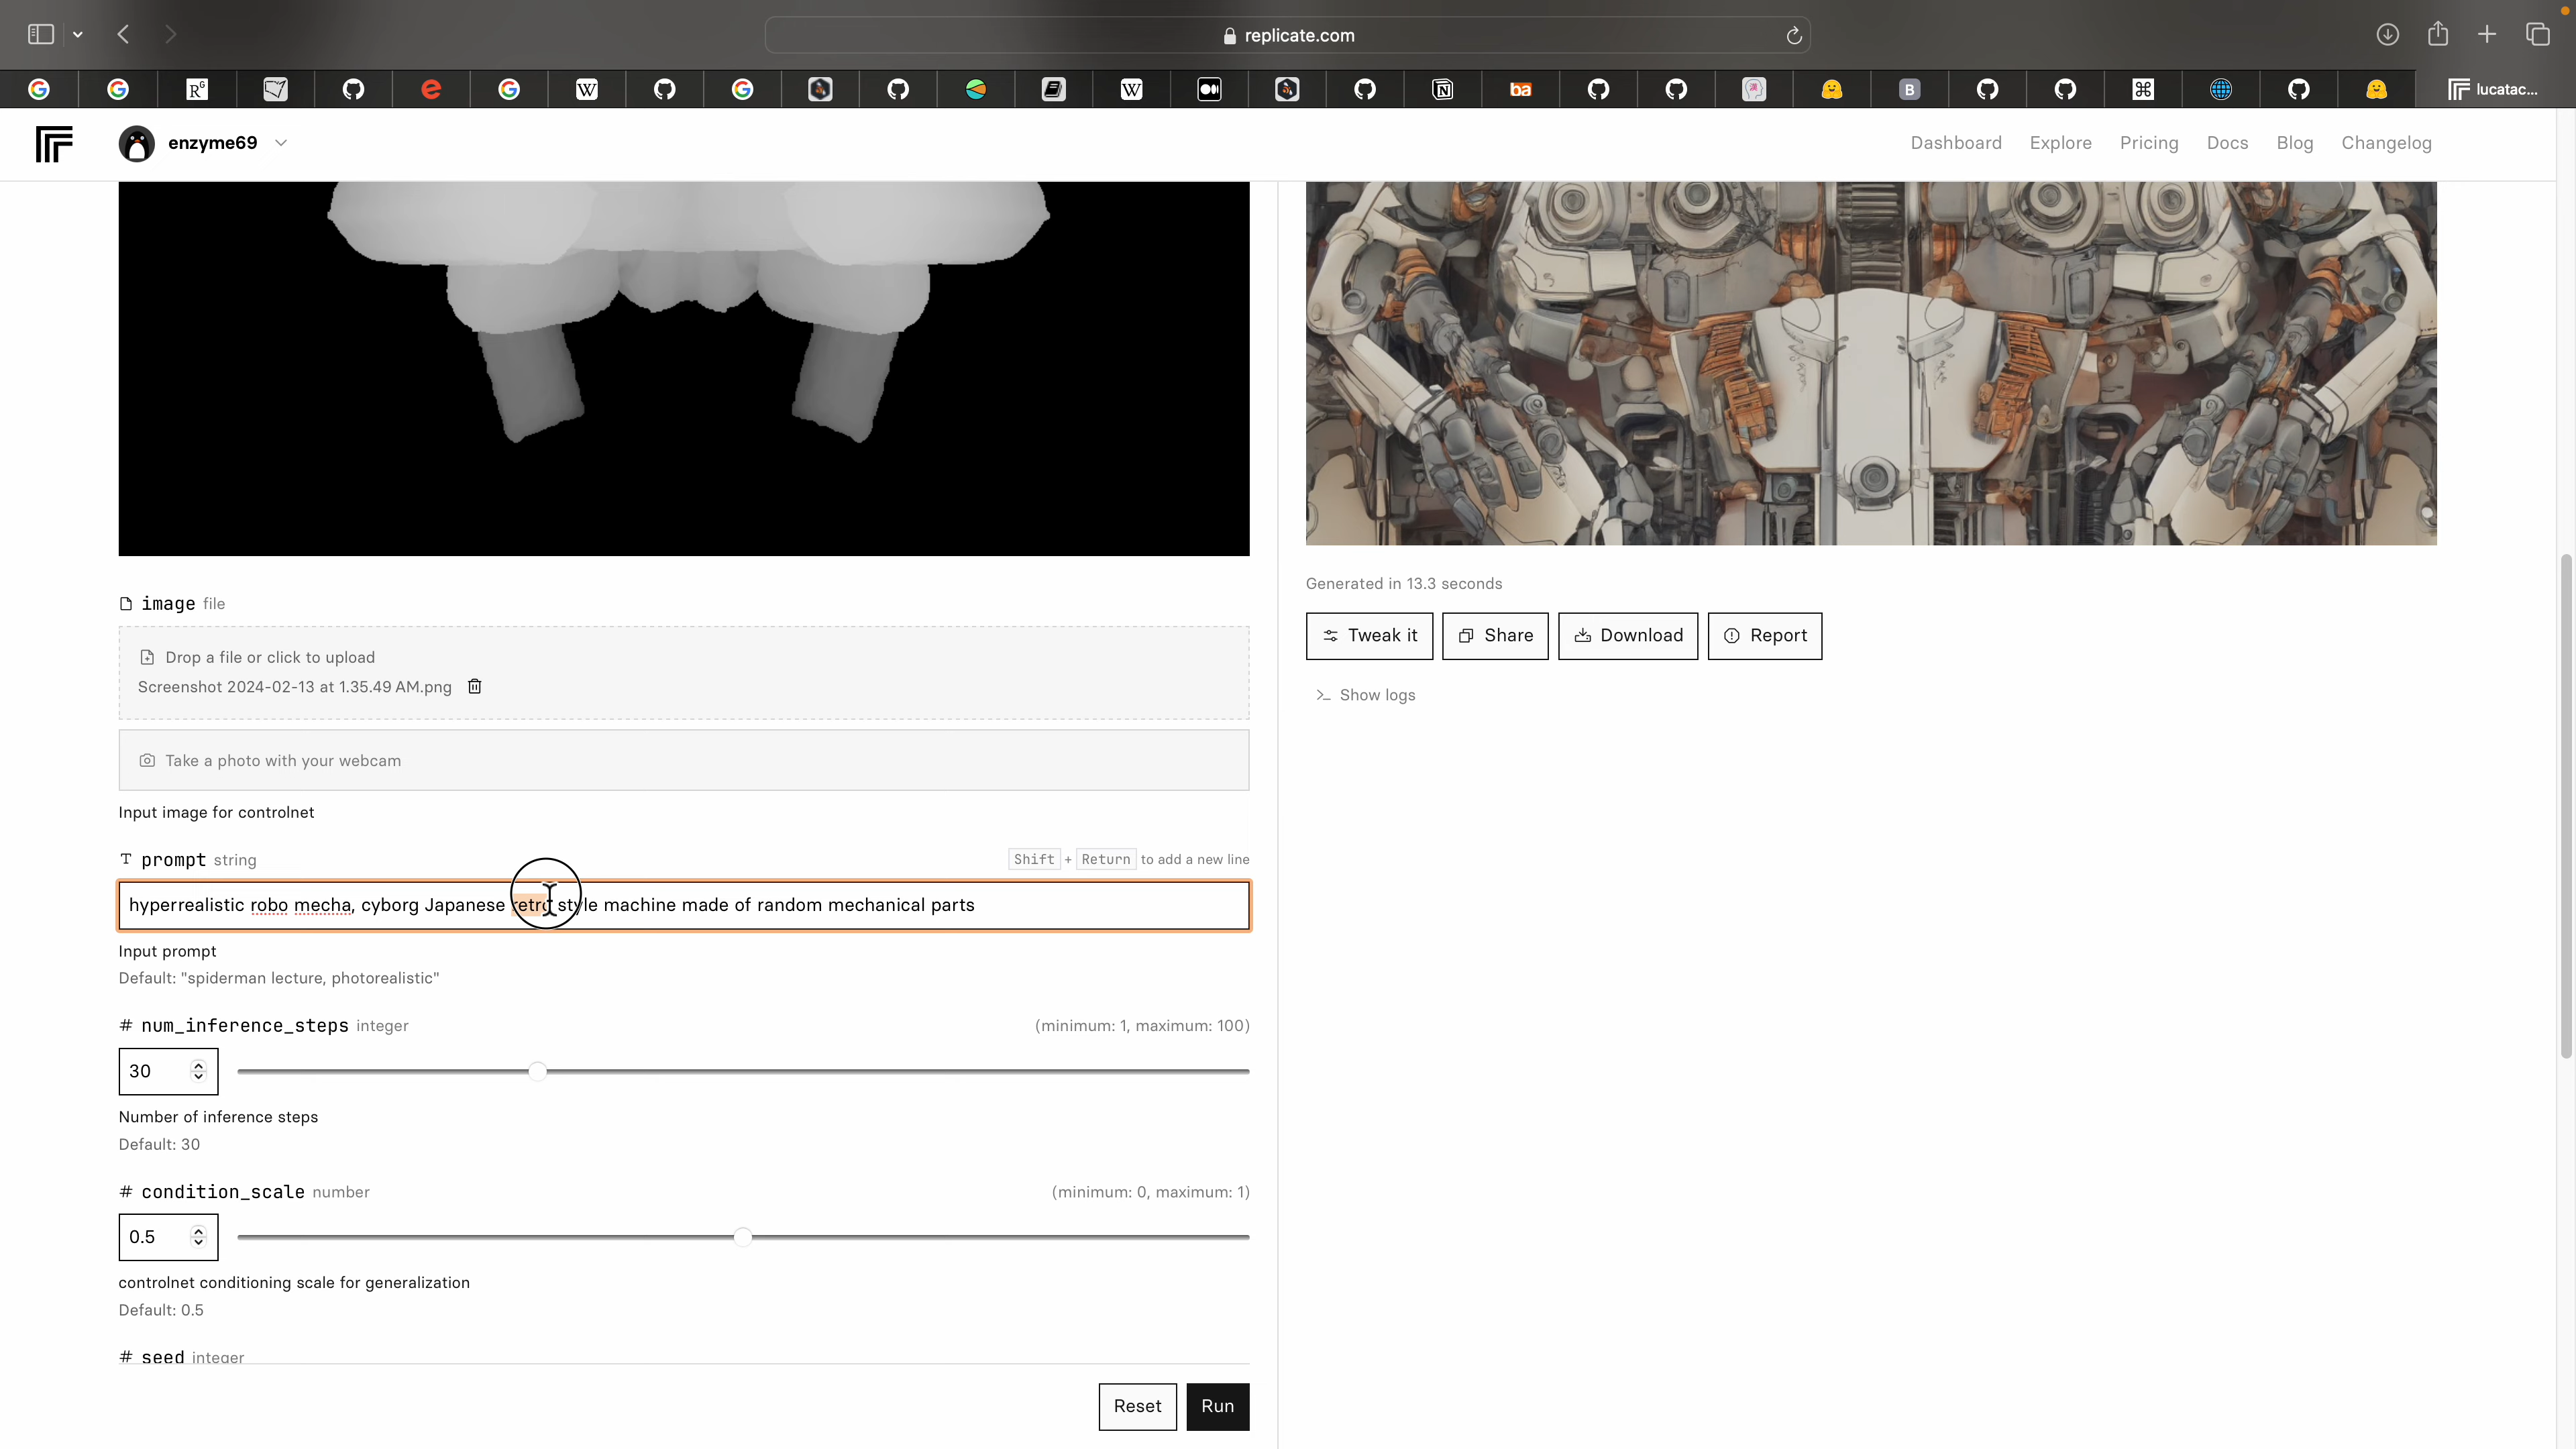 replicate.com
lucatac...
enzyme69
Dashboard
Explore
Pricing
Docs
Blog
Changelog
image file
Drop a file or click to upload
Screenshot 2024-02-13 at 1.35.49 AM.png
Take a photo with your webcam
Input image for controlnet
prompt string
Shift + Return to add a new line
hyperrealistic robo mecha, cyborg Japanese retro style machine made of random mechanical parts
Input prompt
Default: "spiderman lecture, photorealistic"
# num_inference_steps integer
(minimum: 1, maximum: 100)
30
Number of inference steps
Default: 30
# condition_scale number
(minimum: 0, maximum: 1)
0.5
controlnet conditioning scale for generalization
Default: 0.5
# seed integer
Reset
Run
Generated in 13.3 seconds
Tweak it
Share
Download
Report
Show logs